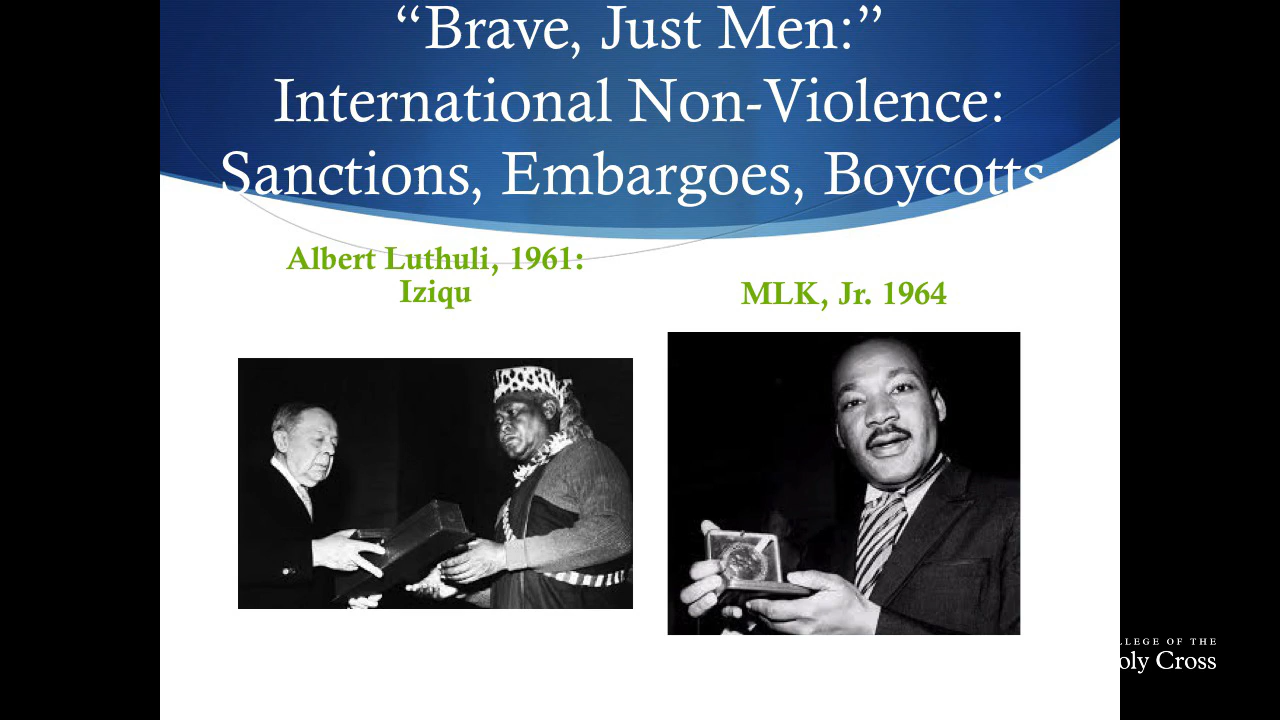 “Brave, Just Men:”
International Non-Violence:
Sanctions, Embargoes, Boycotts
Albert Luthuli, 1961:
Iziqu
MLK, Jr. 1964
LLEGE OF THE
oly Cross